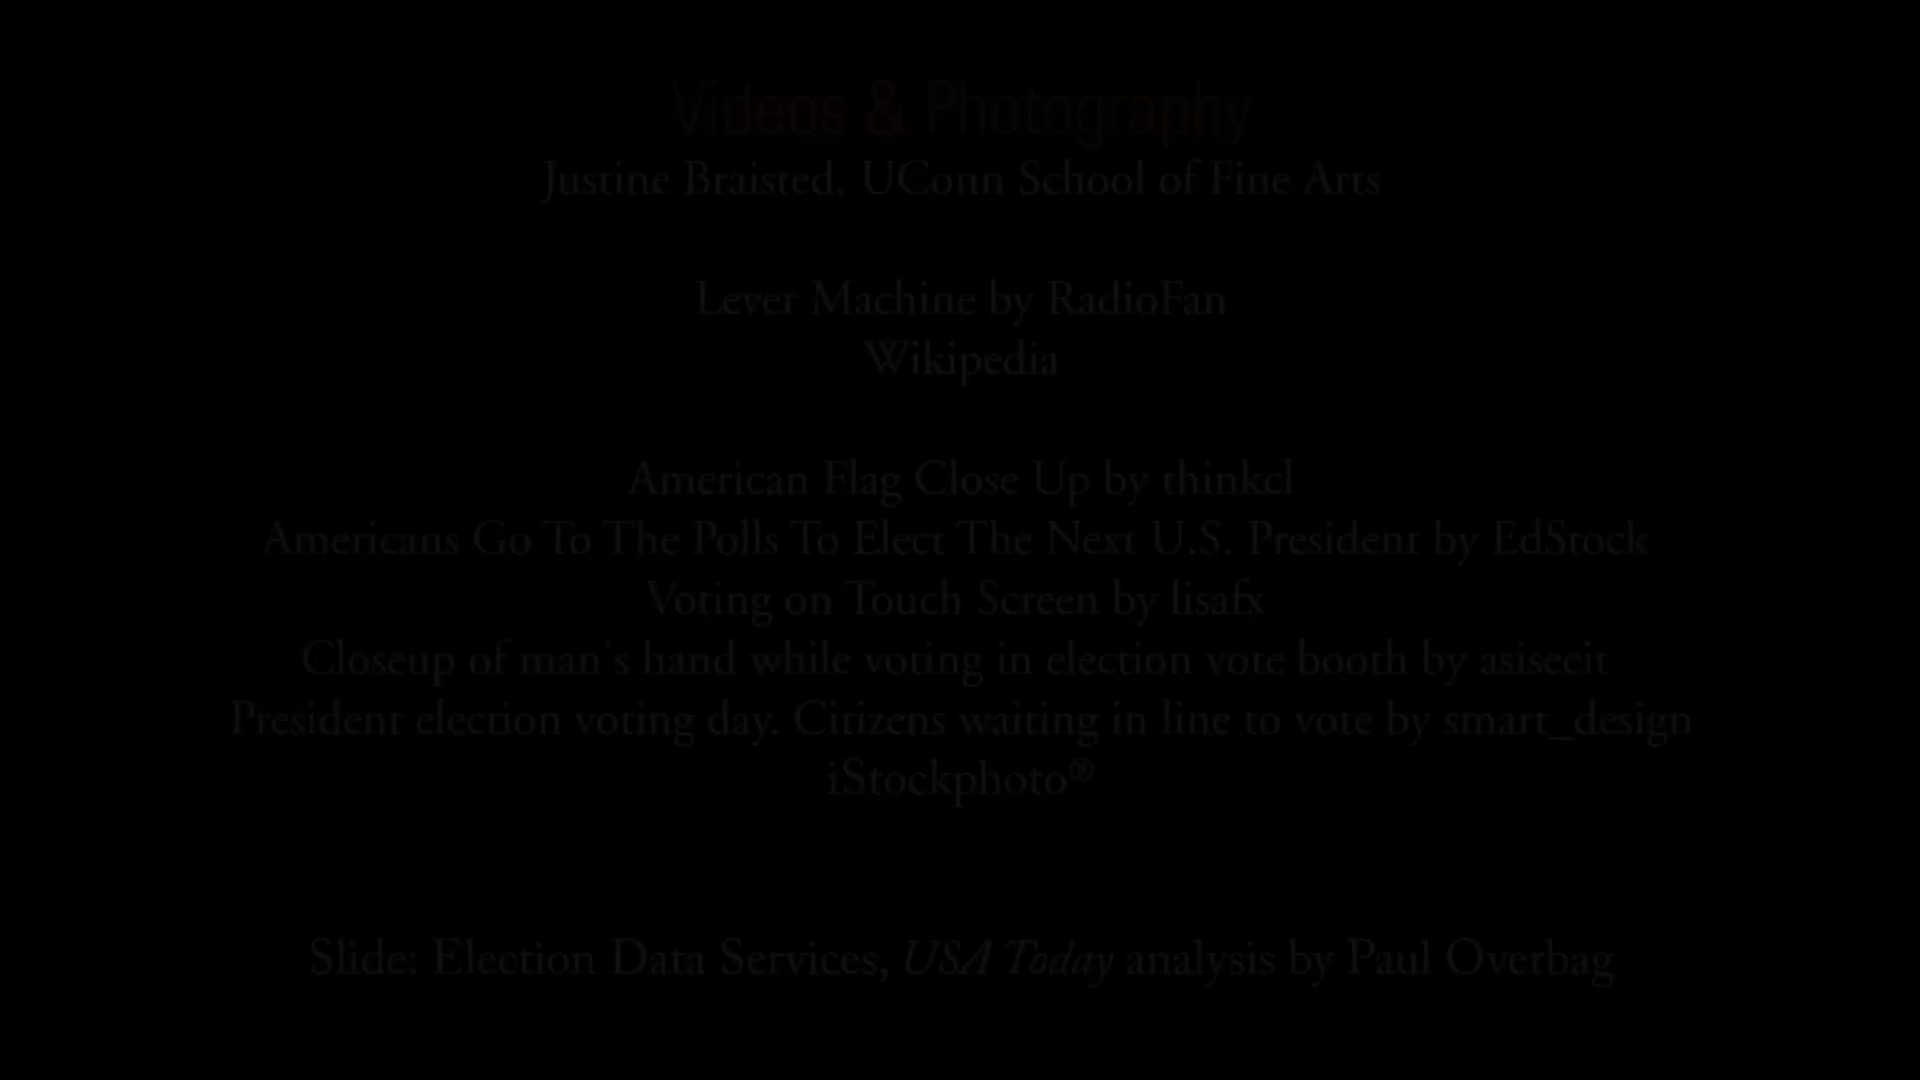 Videos & Photography
Justine Braisted, UConn School of Fine Arts
Lever Machine by RadioFan
Wikipedia
American Flag Close Up by thinkcl
Americans Go To The Polls To Elect The Next U.S. President by EdStock
Voting on Touch Screen by lisafx
Closeup of man's hand while voting in election vote booth by asiseeit
President election voting day. Citizens waiting in line to vote by smart_design
iStockphoto®
Slide: Election Data Services, USA Today analysis by Paul Overbag